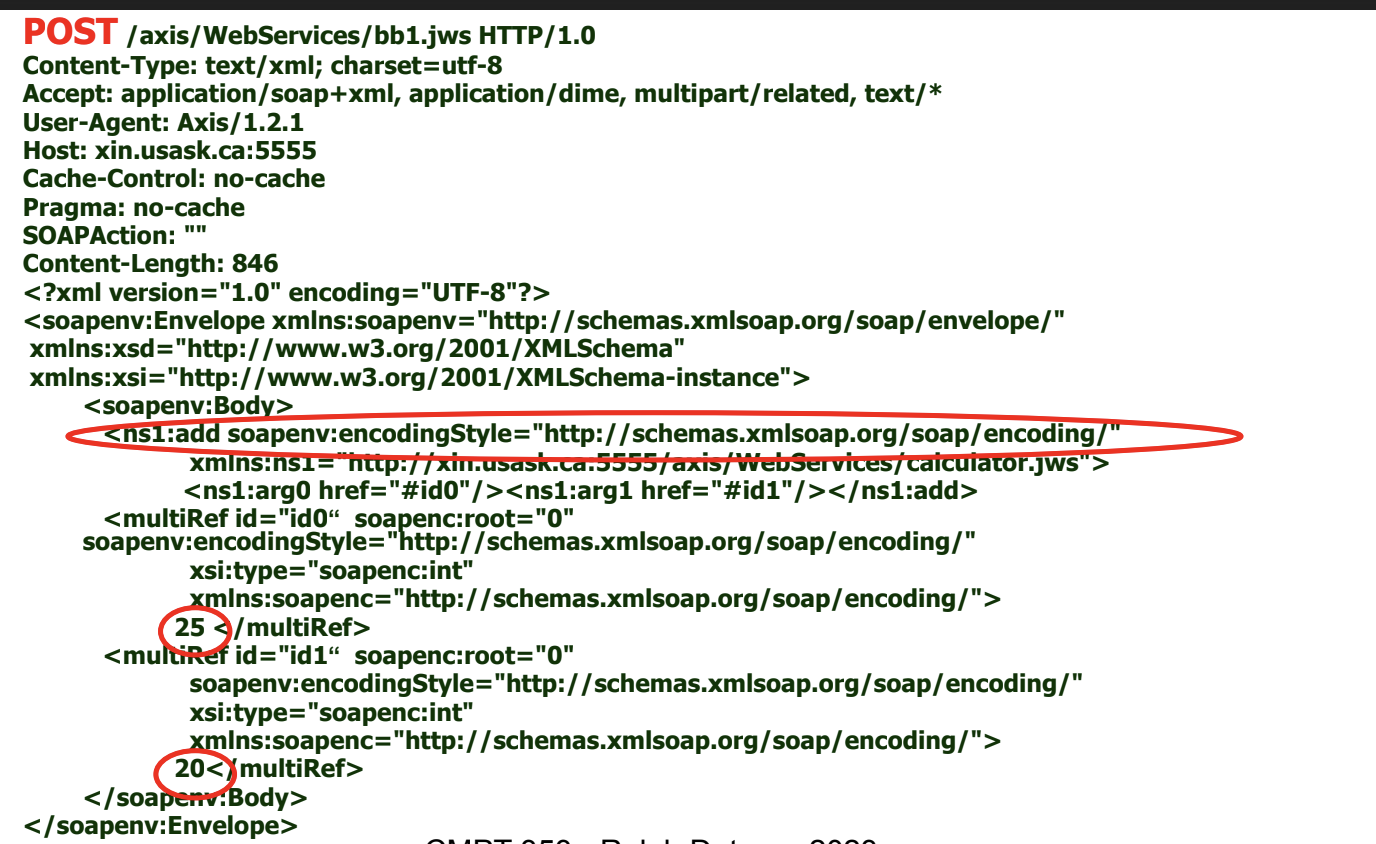 POST /axis/WebServices/bb1.jws HTTP/1.0
Content-Type: text/xml; charset=utf-8
Accept: application/soap+xml, application/dime, multipart/related, text/*
User-Agent: Axis/1.2.1
Host: xin.usask.ca:5555
Cache-Control: no-cache
Pragma: no-cache
SOAPAction: ""
Content-Length: 846
<?xml version="1.0" encoding="UTF-8"?>
<soapenv:Envelope xmlns:soapenv="http://schemas.xmlsoap.org/soap/envelope/"
xmlns:xsd="http://www.w3.org/2001/XMLSchema"
xmlns:xsi="http://www.w3.org/2001/XMLSchema-instance">
<soapenv:Body>
<ns1:add soapenv:encodingStyle="http://schemas.xmlsoap.org/soap/encoding/"
xmlns:ns1="http://xin.usask.ca:5555/axis/WebServices/calculator.jws">
<ns1:arg0 href="#id0"/><ns1:arg1 href="#id1"/></ns1:add>
<multiRef id="id0“ soapenc:root="0"
soapenv:encodingStyle="http://schemas.xmlsoap.org/soap/encoding/"
xsi:type="soapenc:int"
xmlns:soapenc="http://schemas.xmlsoap.org/soap/encoding/">
25 </multiRef>
<multiRef id="id1“ soapenc:root="0"
soapenv:encodingStyle="http://schemas.xmlsoap.org/soap/encoding/"
xsi:type="soapenc:int"
xmlns:soapenc="http://schemas.xmlsoap.org/soap/encoding/">
20</multiRef>
</soapenv:Body>
</soapenv:Envelope>